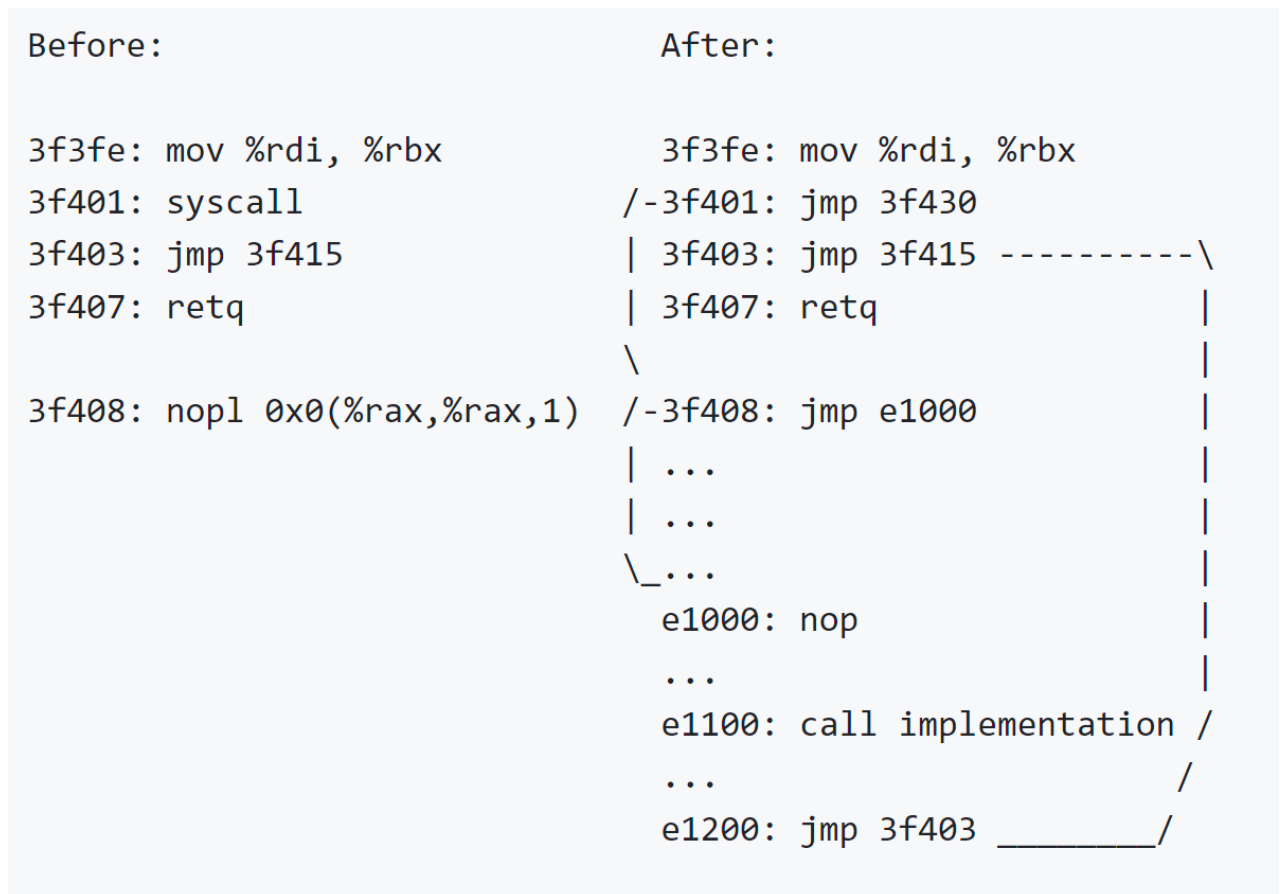 Before:                         After:
3f3fe: mov %rdi, %rbx           3f3fe: mov %rdi, %rbx
3f401: syscall                /-3f401: jmp 3f430
3f403: jmp 3f415              | 3f403: jmp 3f415 ----------\
3f407: retq                   | 3f407: retq                |
                              \                            |
3f408: nopl 0x0(%rax,%rax,1)  /-3f408: jmp e1000           |
                              | ...                        |
                              | ...                        |
                              \_...                        |
                                e1000: nop                 |
                                ...                        |
                                e1100: call implementation /
                                ...                       /
                                e1200: jmp 3f403 ________/